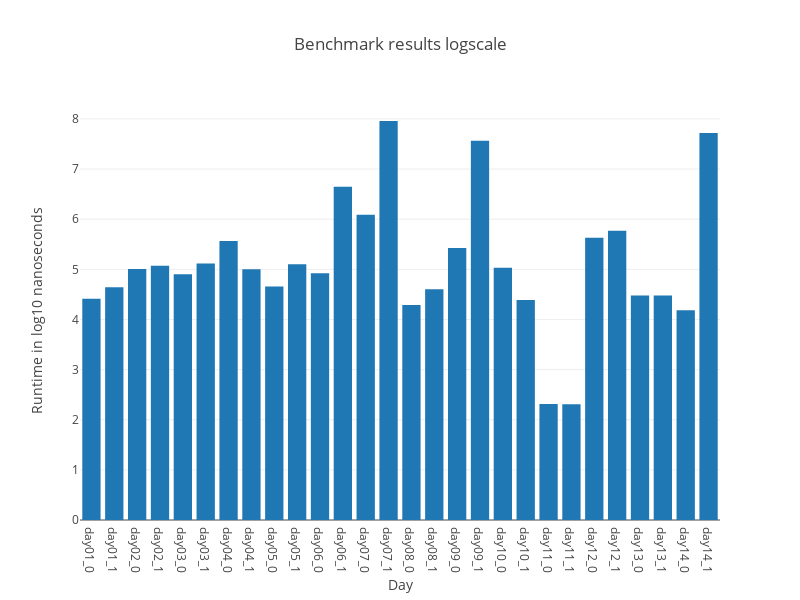 Benchmark results logscale
Runtime in log10 nanoseconds
8
7
6
5
4
3
2
1
0
day01_0
day01_1
day02_0
day02_1
day03_0
day03_1
day04_0
day04_1
day05_0
day05_1
day06_0
day06_1
day07_0
day07_1
day08_0
day08_1
day09_0
day09_1
day10_0
day10_1
day11_0
day11_1
day12_0
day12_1
day13_0
day13_1
day14_0
day14_1
Day